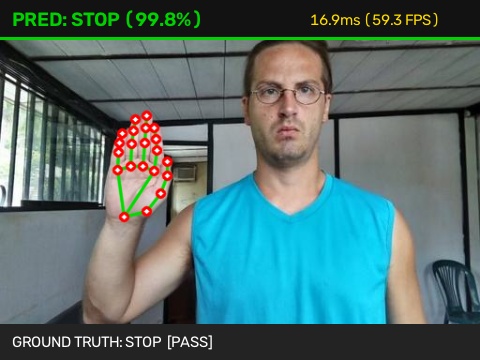 PRED: STOP (99.8%)
16.9ms (59.3 FPS)
GROUND TRUTH: STOP [PASS]